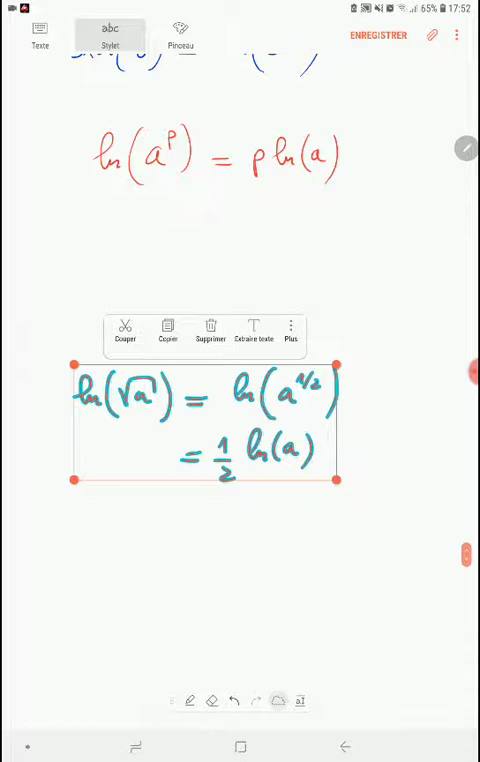 65% 17:52
Texte abc Stylet Pinceau ENREGISTRER
ln(a^p) = p ln(a)
Couper Copier Supprimer Extraire texte Plus
ln(√a) = ln(a^1/2)
= 1/2 ln(a)